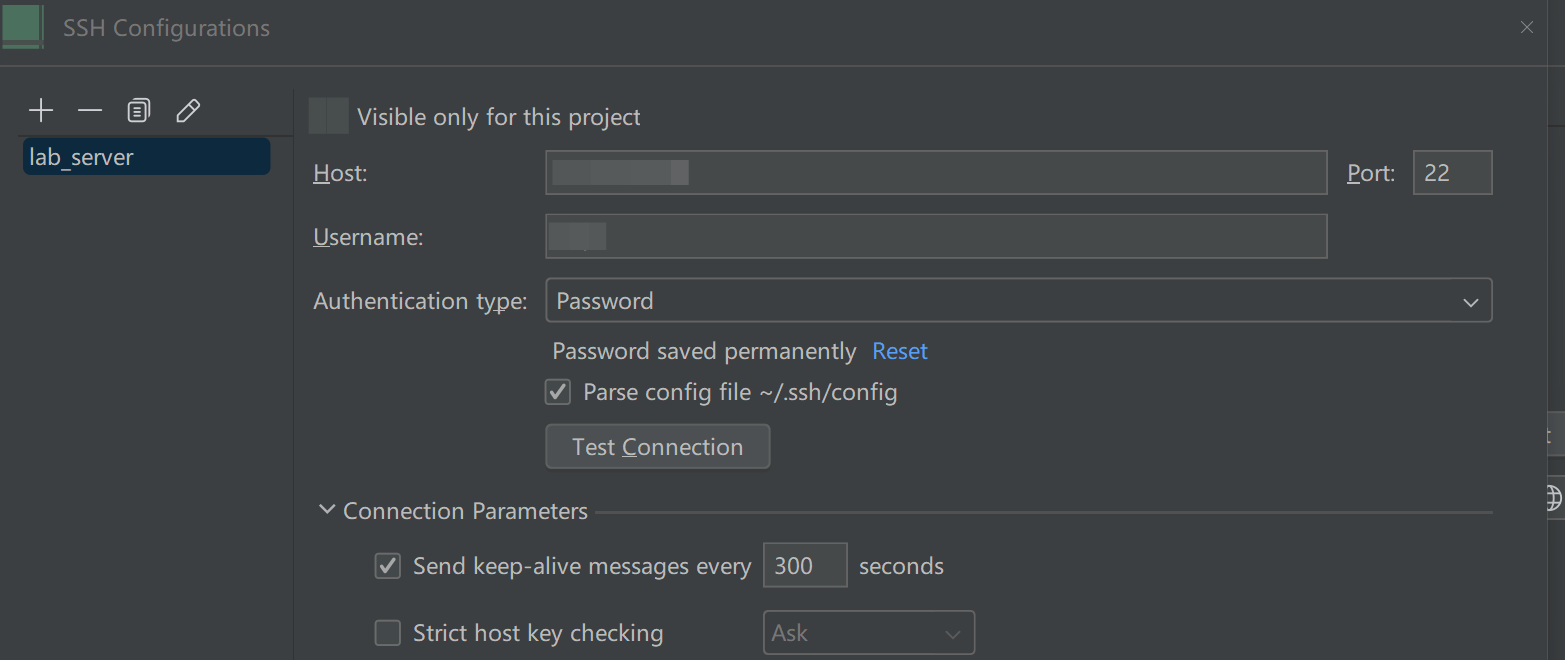 SSH Configurations
lab_server
Visible only for this project
Host:
Port: 22
Username:
Authentication type: Password
Password saved permanently Reset
Parse config file ~/.ssh/config
Test Connection
Connection Parameters
Send keep-alive messages every 300 seconds
Strict host key checking Ask